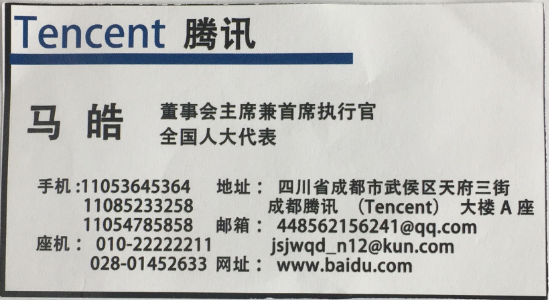 Tencent 腾讯
马 皓
董事会主席兼首席执行官
全国人大代表
手机:11053645364 地址： 四川省成都市武侯区天府三街
11085233258 成都腾讯 （Tencent） 大楼 A 座
11054785858 邮箱： 448562156241@qq.com
座机： 010-22222211 jsjwqd_n12@kun.com
028-01452633 网址： www.baidu.com